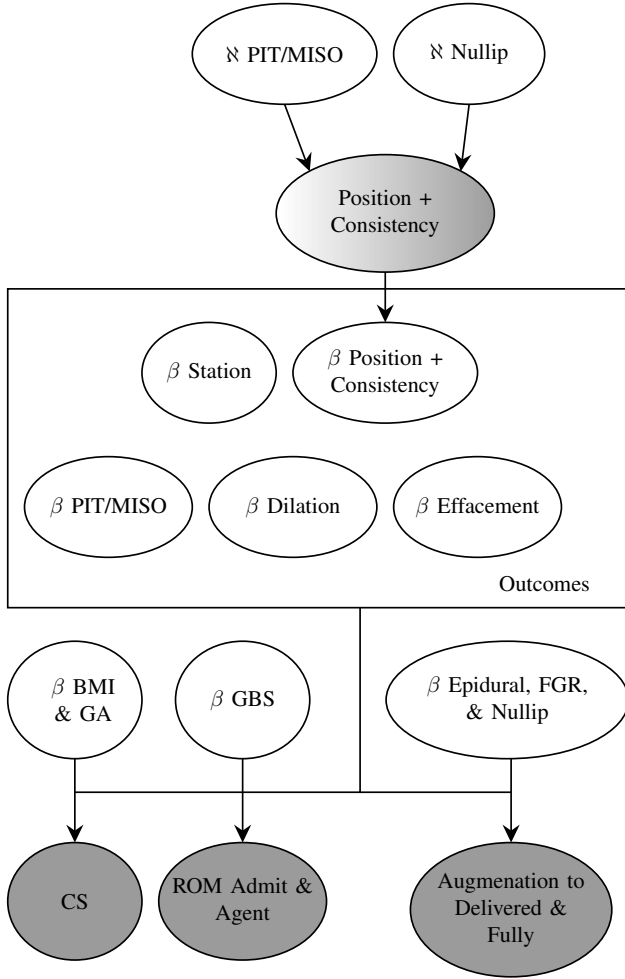 ℵ PIT/MISO
ℵ Nullip
Position +
Consistency
β Station
β Position +
Consistency
β PIT/MISO
β Dilation
β Effacement
Outcomes
β BMI
& GA
β GBS
β Epidural, FGR,
& Nullip
CS
ROM Admit &
Agent
Augmenation to
Delivered &
Fully